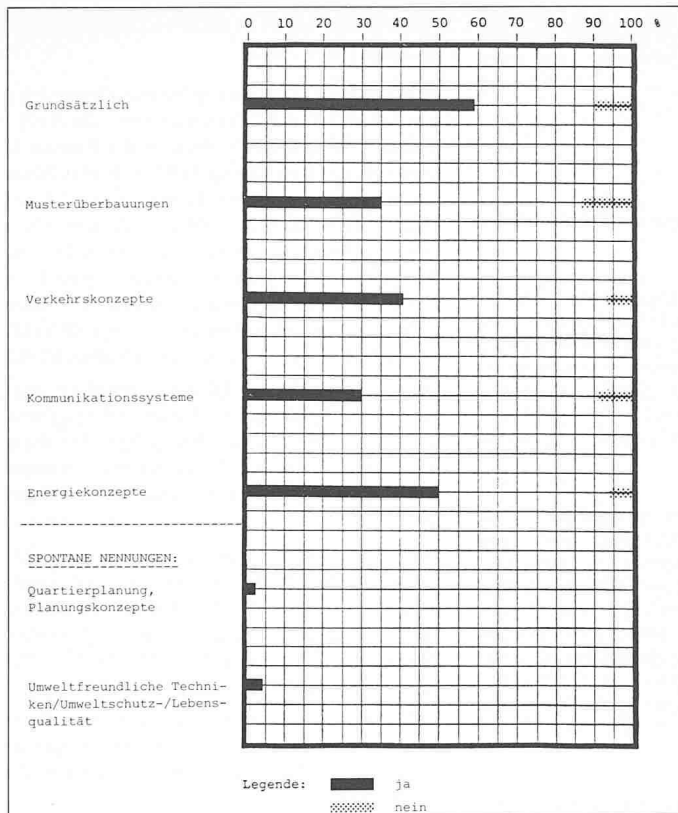 0 10 20 30 40 50 60 70 80 90 100 %
Grundsätzlich
Musterüberbauungen
Verkehrskonzepte
Kommunikationssysteme
Energiekonzepte
SPONTANE NENNUNGEN:
Quartierplanung,
Planungskonzepte
Umweltfreundliche Techni-
ken/Umweltschutz-/Lebens-
qualität
Legende: ja
nein